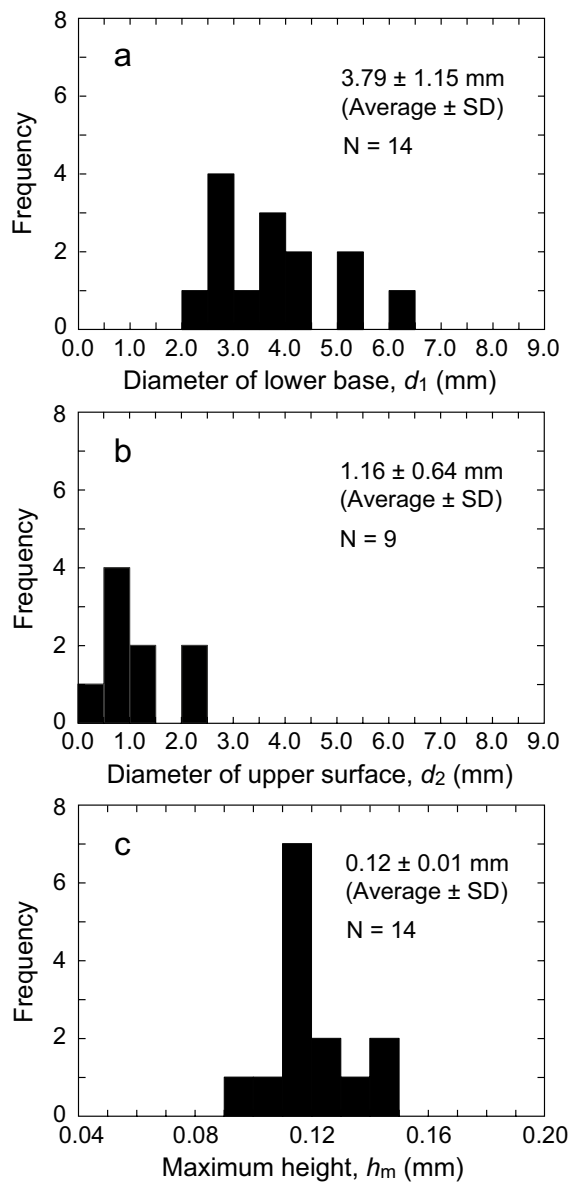 8
a
3.79 ± 1.15 mm
(Average ± SD)
6
N = 14
Frequency
4
2
0
0.0 1.0 2.0 3.0 4.0 5.0 6.0 7.0 8.0 9.0
Diameter of lower base, d1 (mm)
8
b
1.16 ± 0.64 mm
(Average ± SD)
6
N = 9
Frequency
4
2
0
0.0 1.0 2.0 3.0 4.0 5.0 6.0 7.0 8.0 9.0
Diameter of upper surface, d2 (mm)
8
c
0.12 ± 0.01 mm
(Average ± SD)
6
N = 14
Frequency
4
2
0
0.04 0.08 0.12 0.16 0.20
Maximum height, hm (mm)